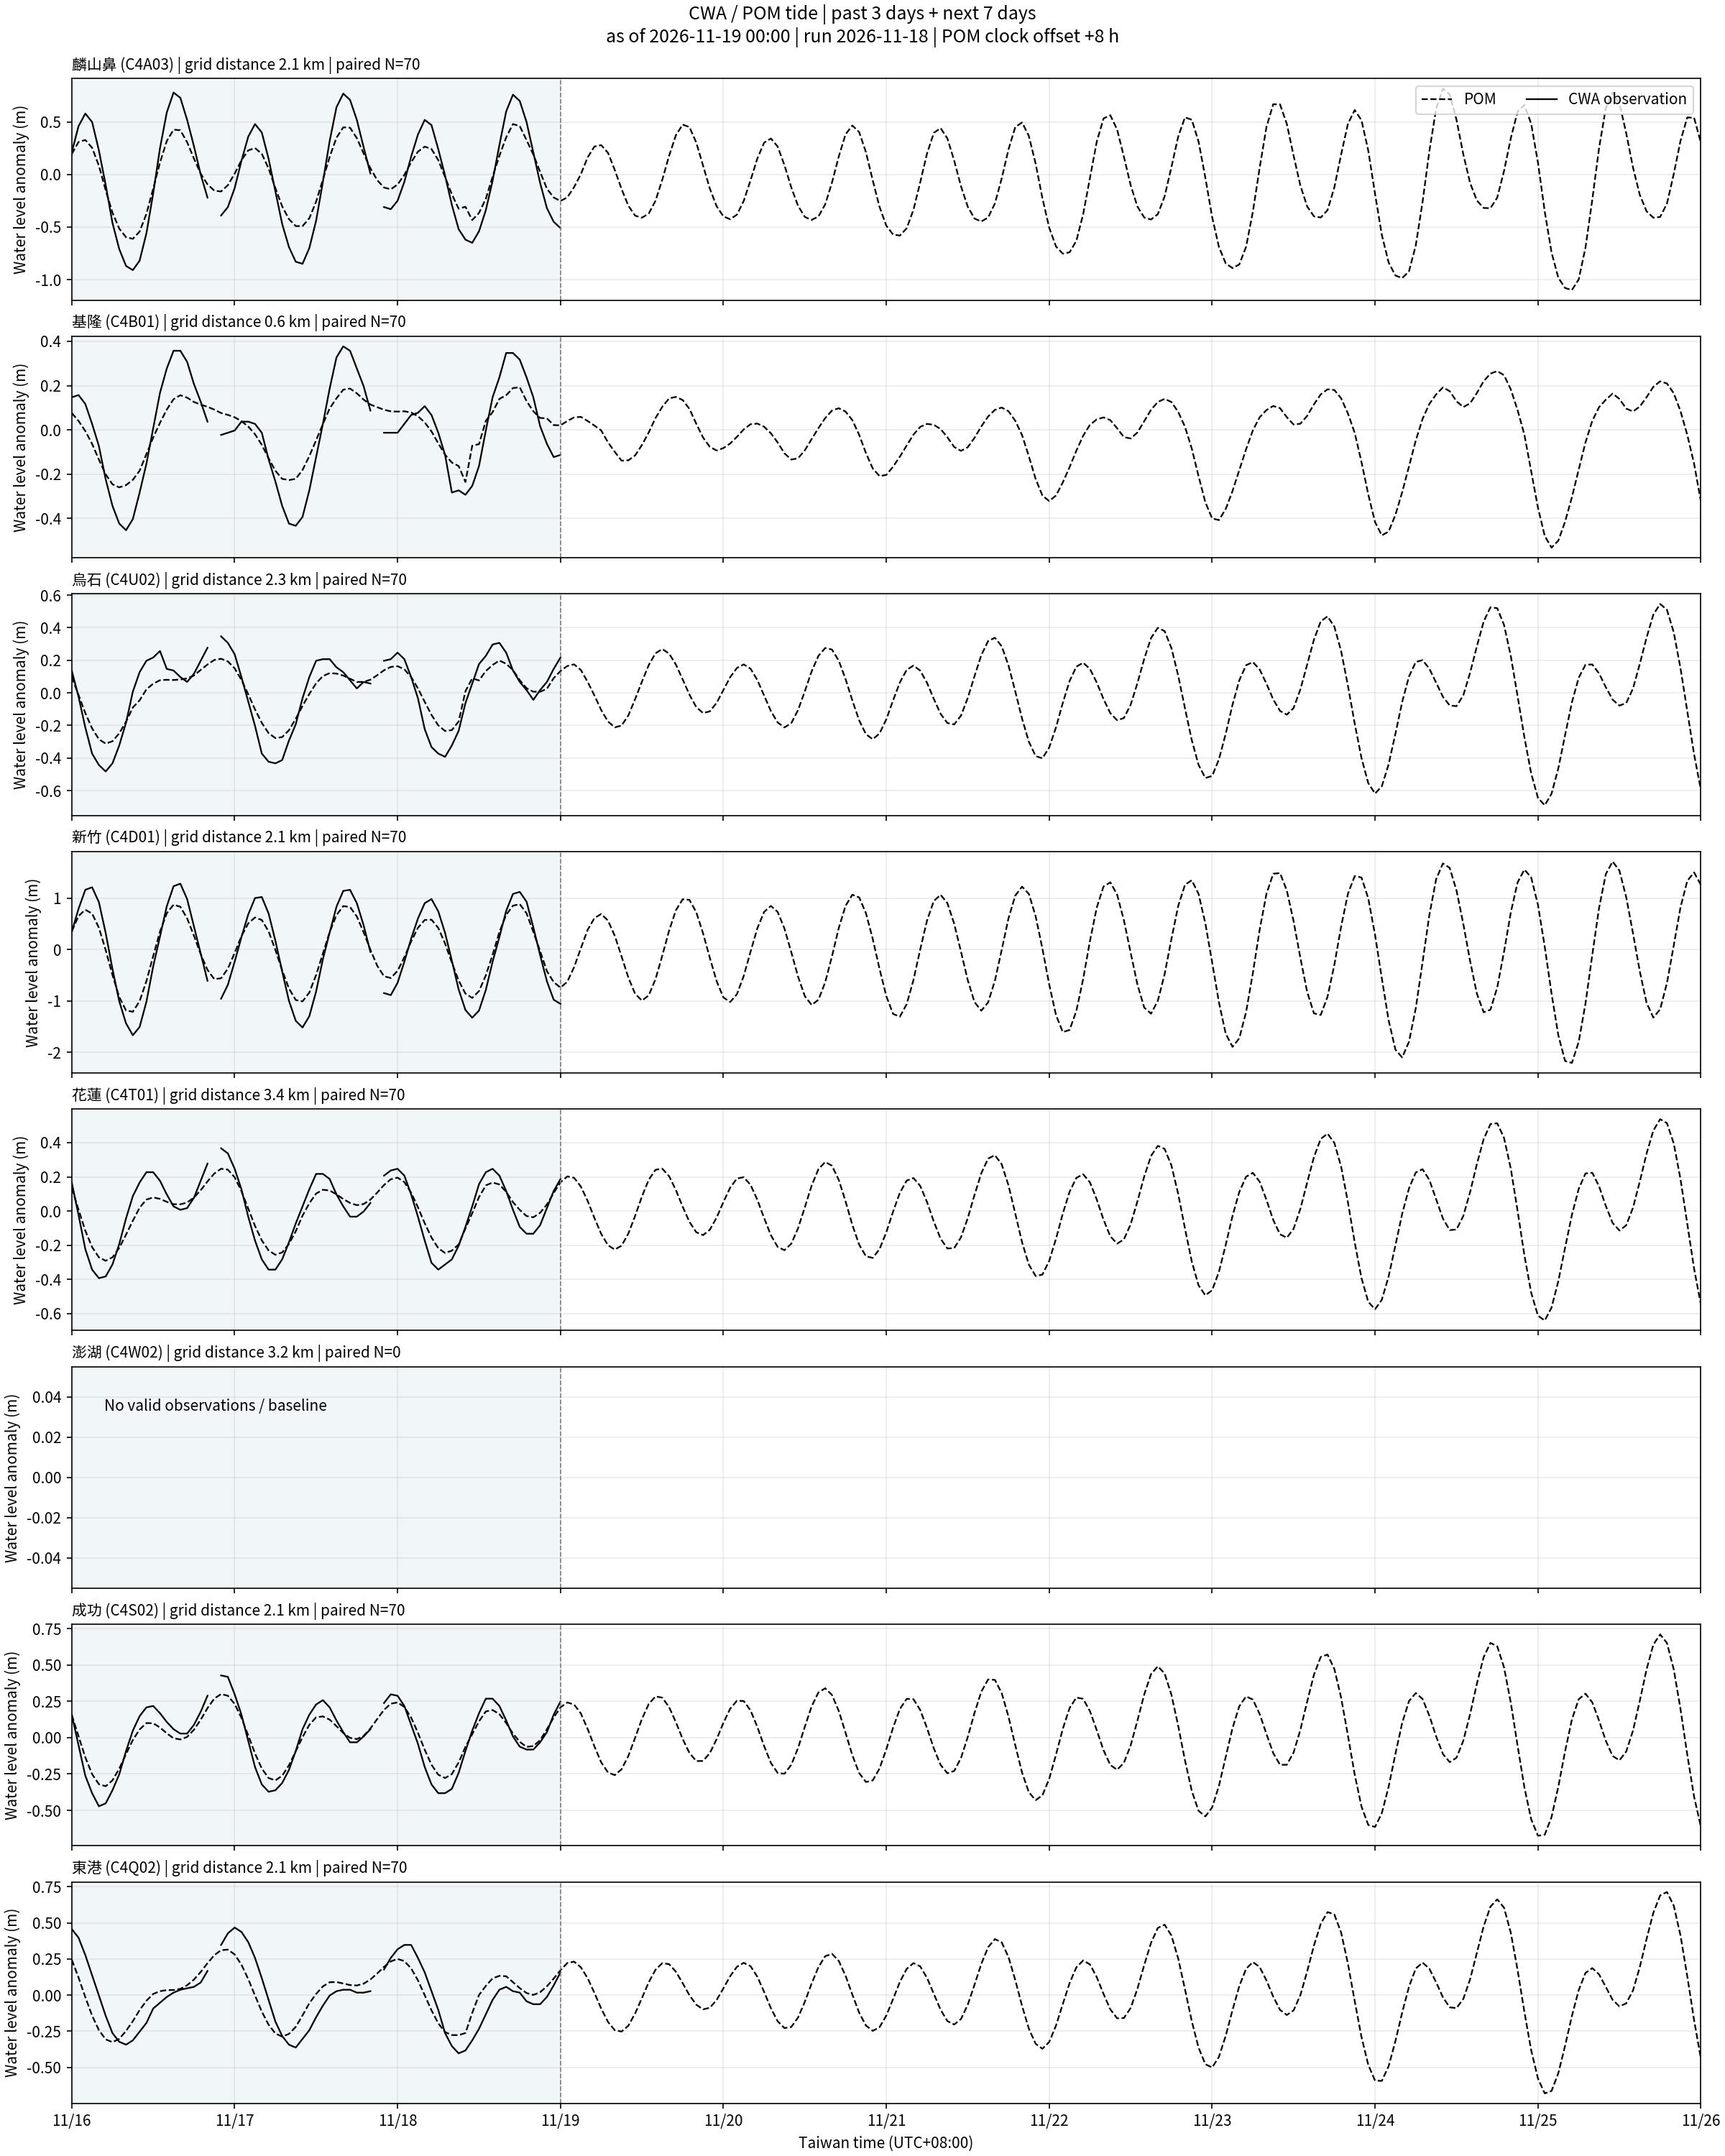 CWA / POM tide | past 3 days + next 7 days
as of 2026-11-19 00:00 | run 2026-11-18 | POM clock offset +8 h
麟山鼻 (C4A03) | grid distance 2.1 km | paired N=70
POM
CWA observation
Water level anomaly (m)
0.5
0.0
-0.5
-1.0
基隆 (C4B01) | grid distance 0.6 km | paired N=70
Water level anomaly (m)
0.4
0.2
0.0
-0.2
-0.4
烏石 (C4U02) | grid distance 2.3 km | paired N=70
Water level anomaly (m)
0.6
0.4
0.2
0.0
-0.2
-0.4
-0.6
新竹 (C4D01) | grid distance 2.1 km | paired N=70
Water level anomaly (m)
1
0
-1
-2
花蓮 (C4T01) | grid distance 3.4 km | paired N=70
Water level anomaly (m)
0.4
0.2
0.0
-0.2
-0.4
-0.6
澎湖 (C4W02) | grid distance 3.2 km | paired N=0
No valid observations / baseline
Water level anomaly (m)
0.04
0.02
0.00
-0.02
-0.04
成功 (C4S02) | grid distance 2.1 km | paired N=70
Water level anomaly (m)
0.75
0.50
0.25
0.00
-0.25
-0.50
東港 (C4Q02) | grid distance 2.1 km | paired N=70
Water level anomaly (m)
0.75
0.50
0.25
0.00
-0.25
-0.50
11/16 11/17 11/18 11/19 11/20 11/21 11/22 11/23 11/24 11/25 11/26
Taiwan time (UTC+08:00)